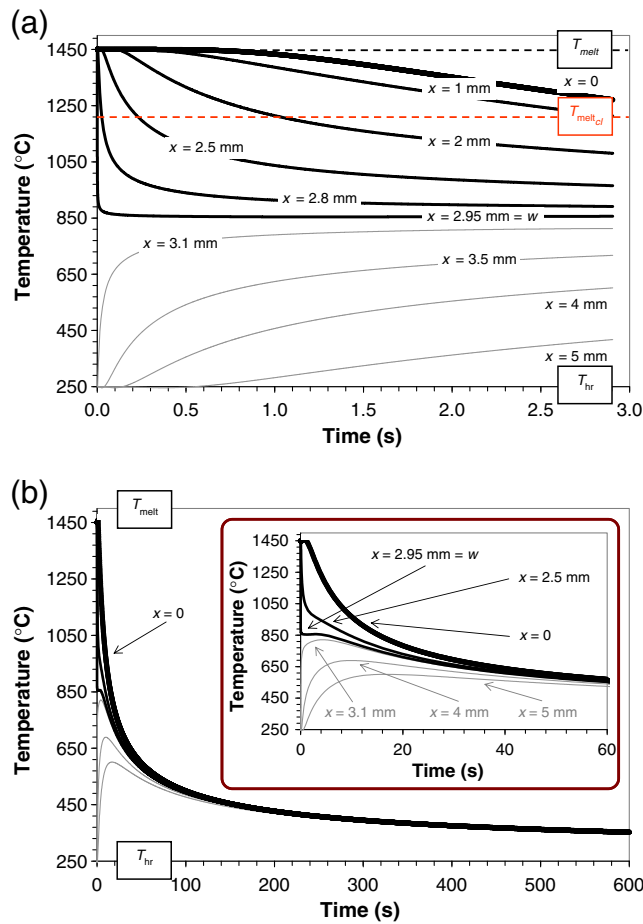 (a)
1450
1250
1050
850
650
450
250
Temperature (°C)
T_melt
x = 0
x = 1 mm
T_melt_cl
x = 2 mm
x = 2.5 mm
x = 2.8 mm
x = 2.95 mm = w
x = 3.1 mm
x = 3.5 mm
x = 4 mm
x = 5 mm
T_hr
0.0 0.5 1.0 1.5 2.0 2.5 3.0
Time (s)
(b)
T_melt
1450
1250
1050
850
650
450
250
Temperature (°C)
x = 0
T_hr
1450
1250
1050
850
650
450
250
Temperature (°C)
x = 2.95 mm = w
x = 2.5 mm
x = 0
x = 3.1 mm
x = 4 mm
x = 5 mm
0 20 40 60
Time (s)
0 100 200 300 400 500 600
Time (s)